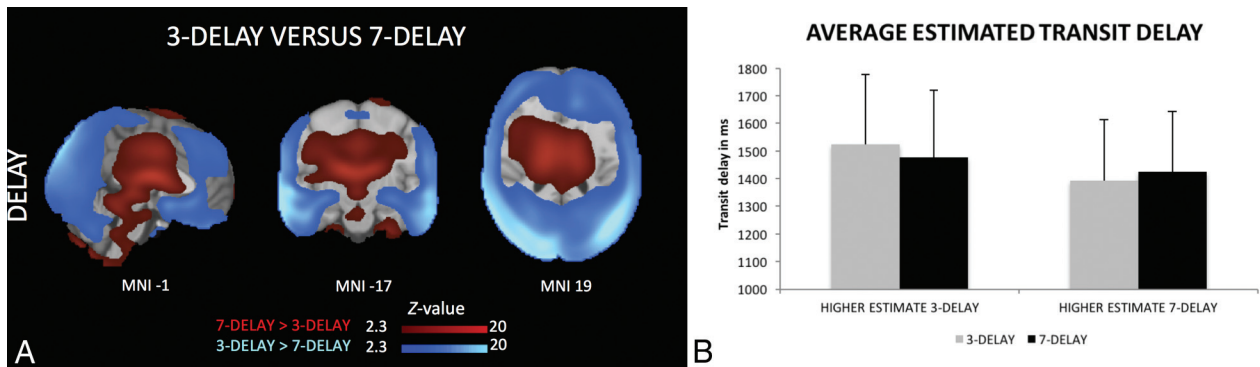 3-DELAY VERSUS 7-DELAY
DELAY
MNI -1
MNI -17
MNI 19
Z-value
7-DELAY > 3-DELAY 2.3 20
3-DELAY > 7-DELAY 2.3 20
A
AVERAGE ESTIMATED TRANSIT DELAY
Transit delay in ms
1800
1700
1600
1500
1400
1300
1200
1100
1000
HIGHER ESTIMATE 3-DELAY
HIGHER ESTIMATE 7-DELAY
3-DELAY
7-DELAY
B